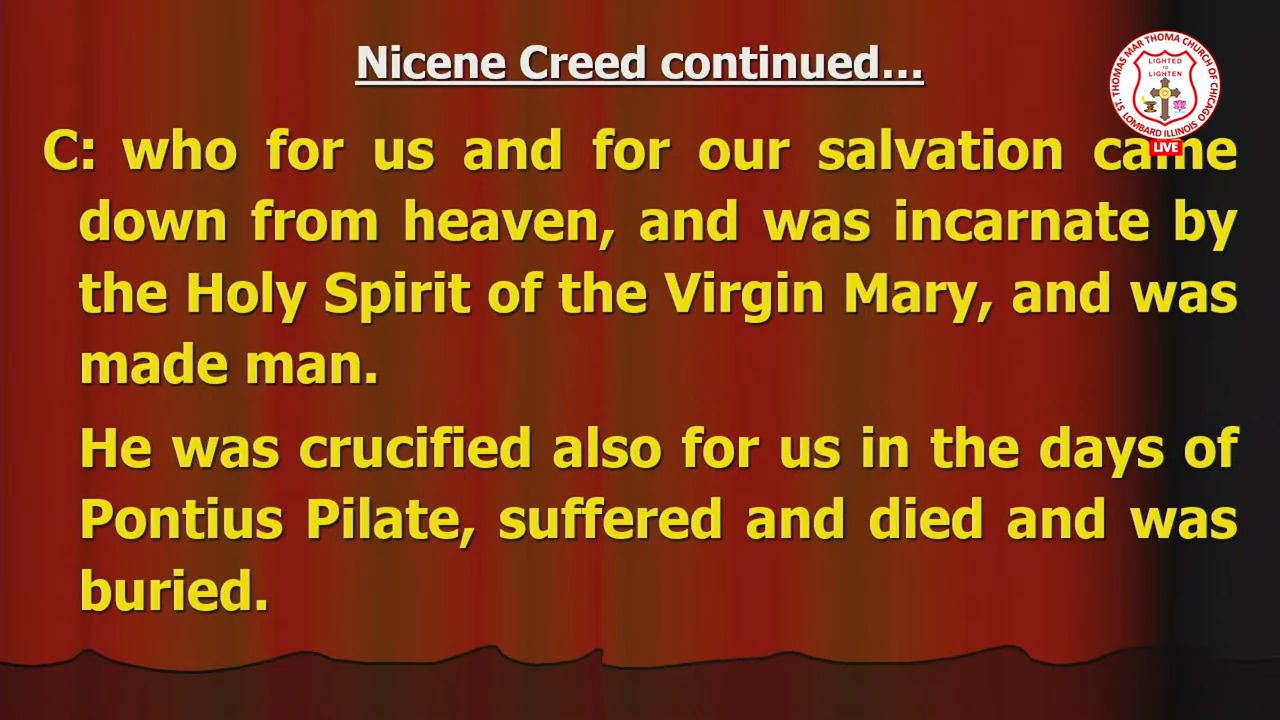 Nicene Creed continued...
ST. THOMAS MAR THOMA CHURCH OF CHICAGO
LIGHTED
TO
LIGHTEN
LOMBARD ILLINOIS
LIVE
C: who for us and for our salvation came
down from heaven, and was incarnate by
the Holy Spirit of the Virgin Mary, and was
made man.
He was crucified also for us in the days of
Pontius Pilate, suffered and died and was
buried.